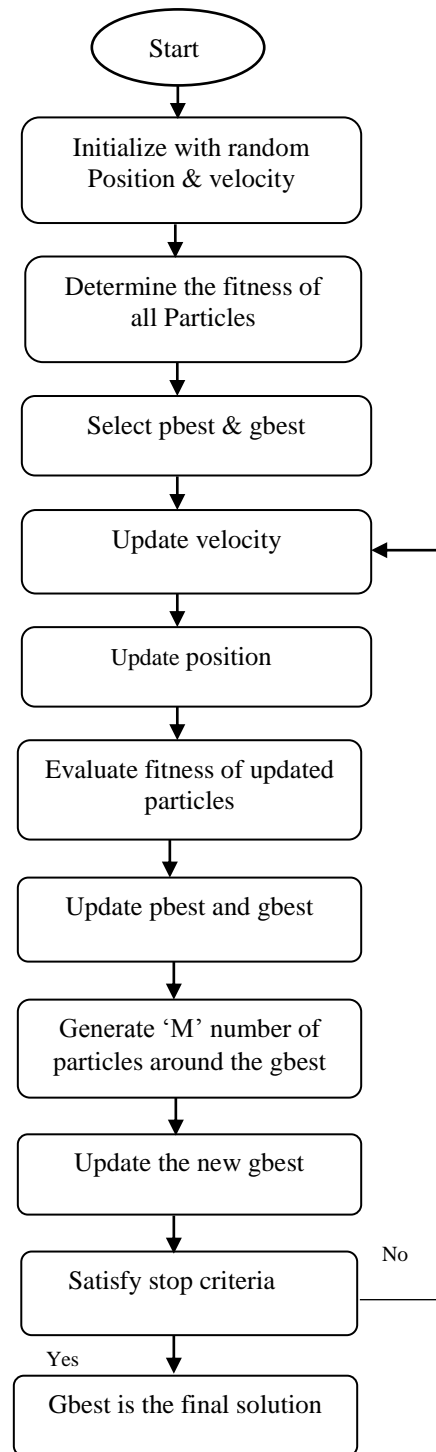 Start
Initialize with random
Position & velocity
Determine the fitness of
all Particles
Select pbest & gbest
Update velocity
Update position
Evaluate fitness of updated
particles
Update pbest and gbest
Generate ‘M’ number of
particles around the gbest
Update the new gbest
No
Satisfy stop criteria
Yes
Gbest is the final solution